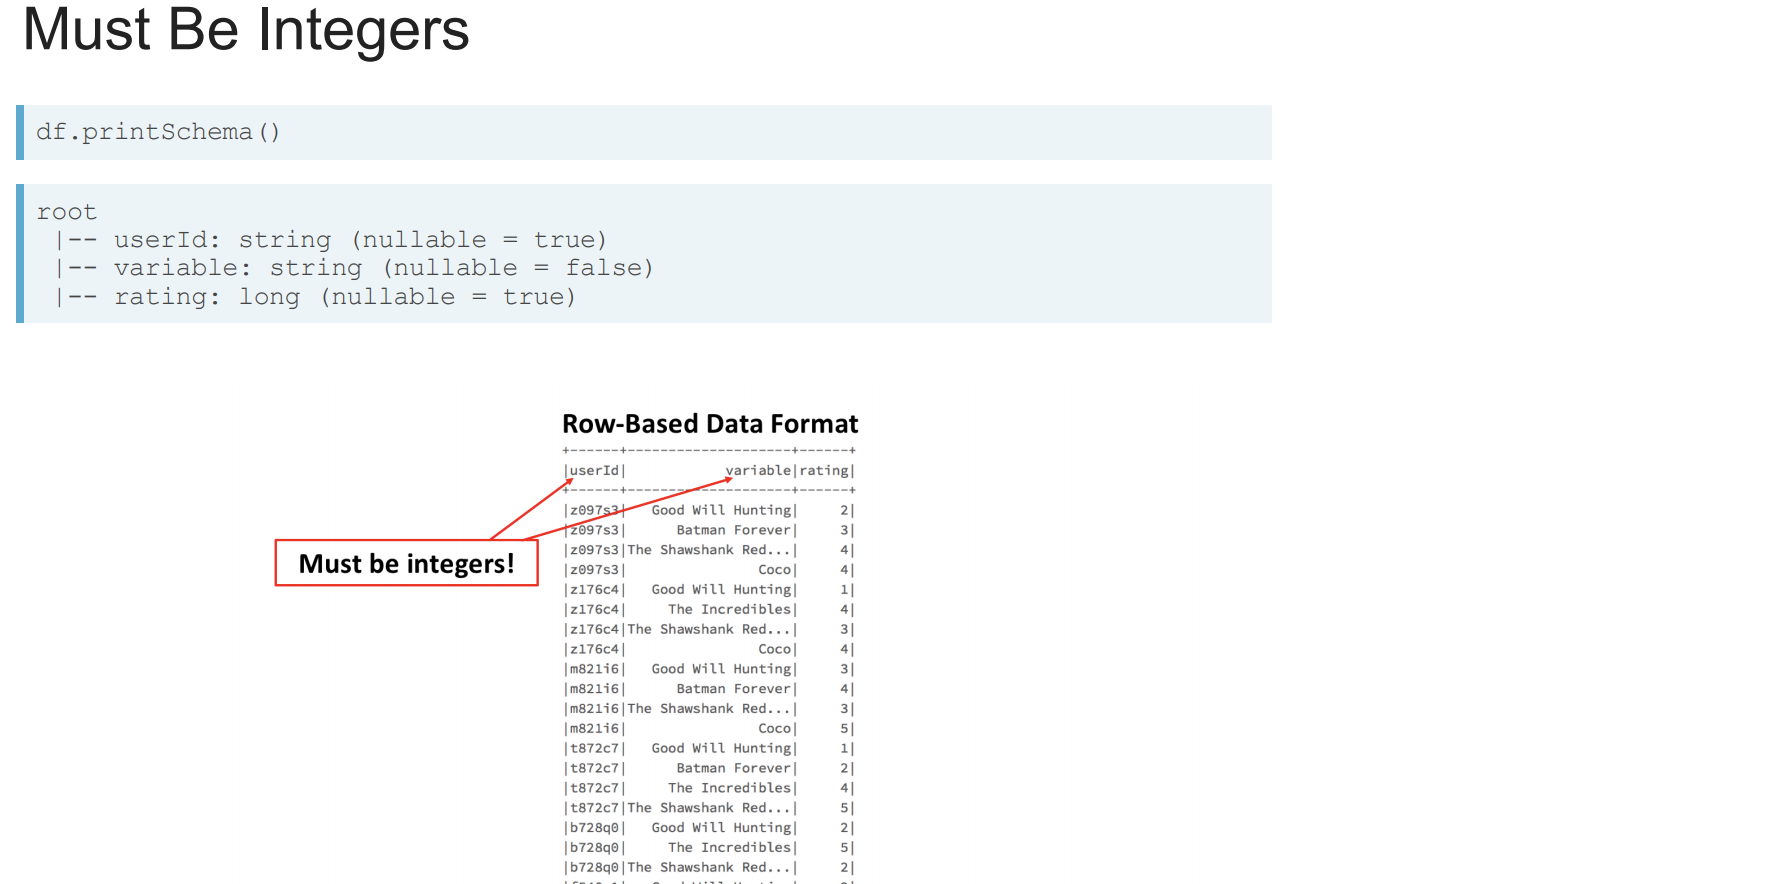 Must Be Integers
df.printSchema()
root
 |-- userId: string (nullable = true)
 |-- variable: string (nullable = false)
 |-- rating: long (nullable = true)
Row-Based Data Format
+------+--------------------+------+
|userId|            variable|rating|
+------+--------------------+------+
|z097s3|   Good Will Hunting|     2|
|z097s3|      Batman Forever|     3|
|z097s3|The Shawshank Red...|     4|
|z097s3|                Coco|     4|
|z176c4|   Good Will Hunting|     1|
|z176c4|     The Incredibles|     4|
|z176c4|The Shawshank Red...|     3|
|z176c4|                Coco|     4|
|m821i6|   Good Will Hunting|     3|
|m821i6|      Batman Forever|     4|
|m821i6|The Shawshank Red...|     3|
|m821i6|                Coco|     5|
|t872c7|   Good Will Hunting|     1|
|t872c7|      Batman Forever|     2|
|t872c7|     The Incredibles|     4|
|t872c7|The Shawshank Red...|     5|
|b728q0|   Good Will Hunting|     2|
|b728q0|     The Incredibles|     5|
|b728q0|The Shawshank Red...|     2|
Must be integers!